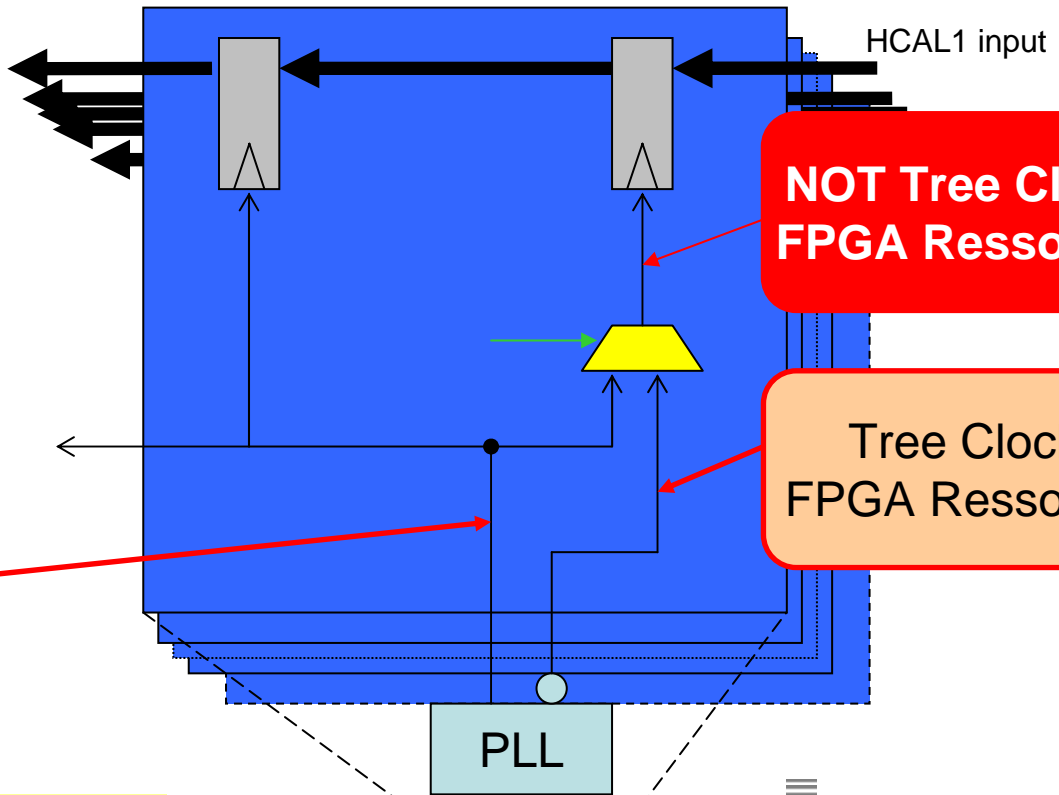 HCAL1 input
NOT Tree Cl
FPGA Resso
Tree Cloc
FPGA Resso
PLL